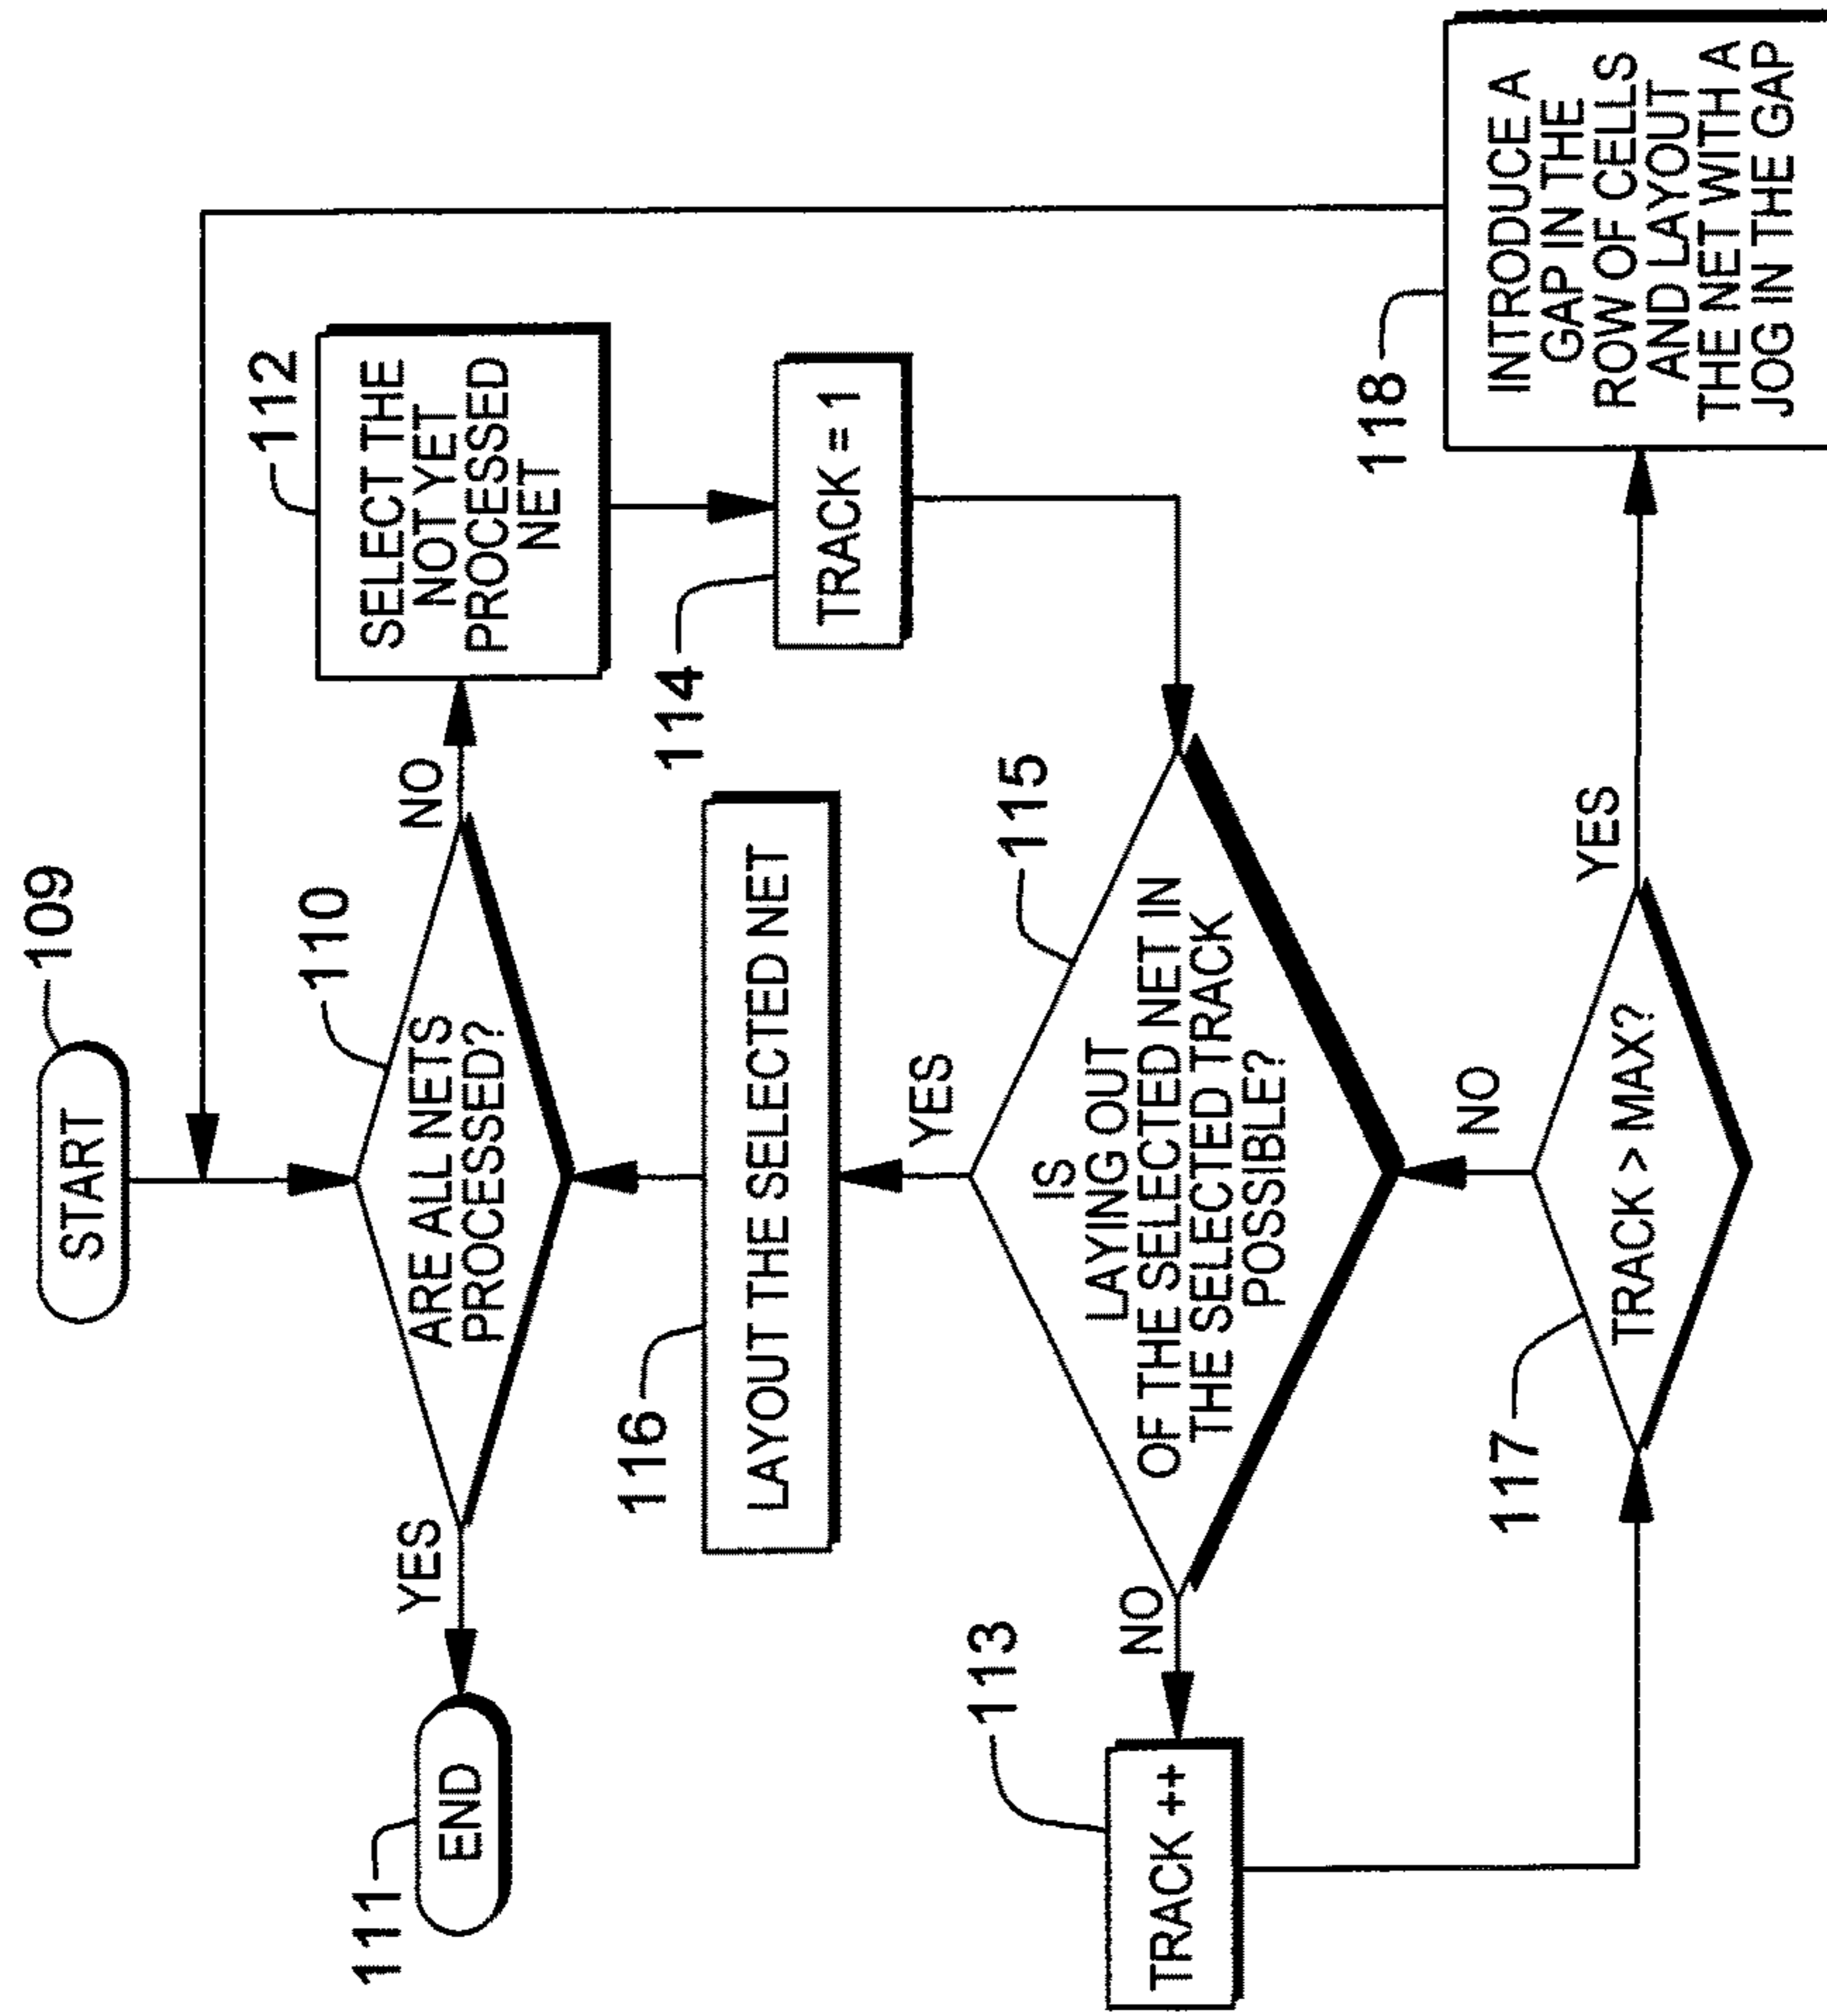 109
START
110
ARE ALL NETS
PROCESSED?
YES
NO
111
END
112
SELECT THE
NOT YET
PROCESSED
NET
114
TRACK = 1
116
LAYOUT THE SELECTED NET
YES
115
IS
LAYING OUT
OF THE SELECTED NET IN
THE SELECTED TRACK
POSSIBLE?
NO
113
TRACK ++
NO
117
TRACK > MAX?
YES
118
INTRODUCE A
GAP IN THE
ROW OF CELLS
AND LAYOUT
THE NET WITH A
JOG IN THE GAP